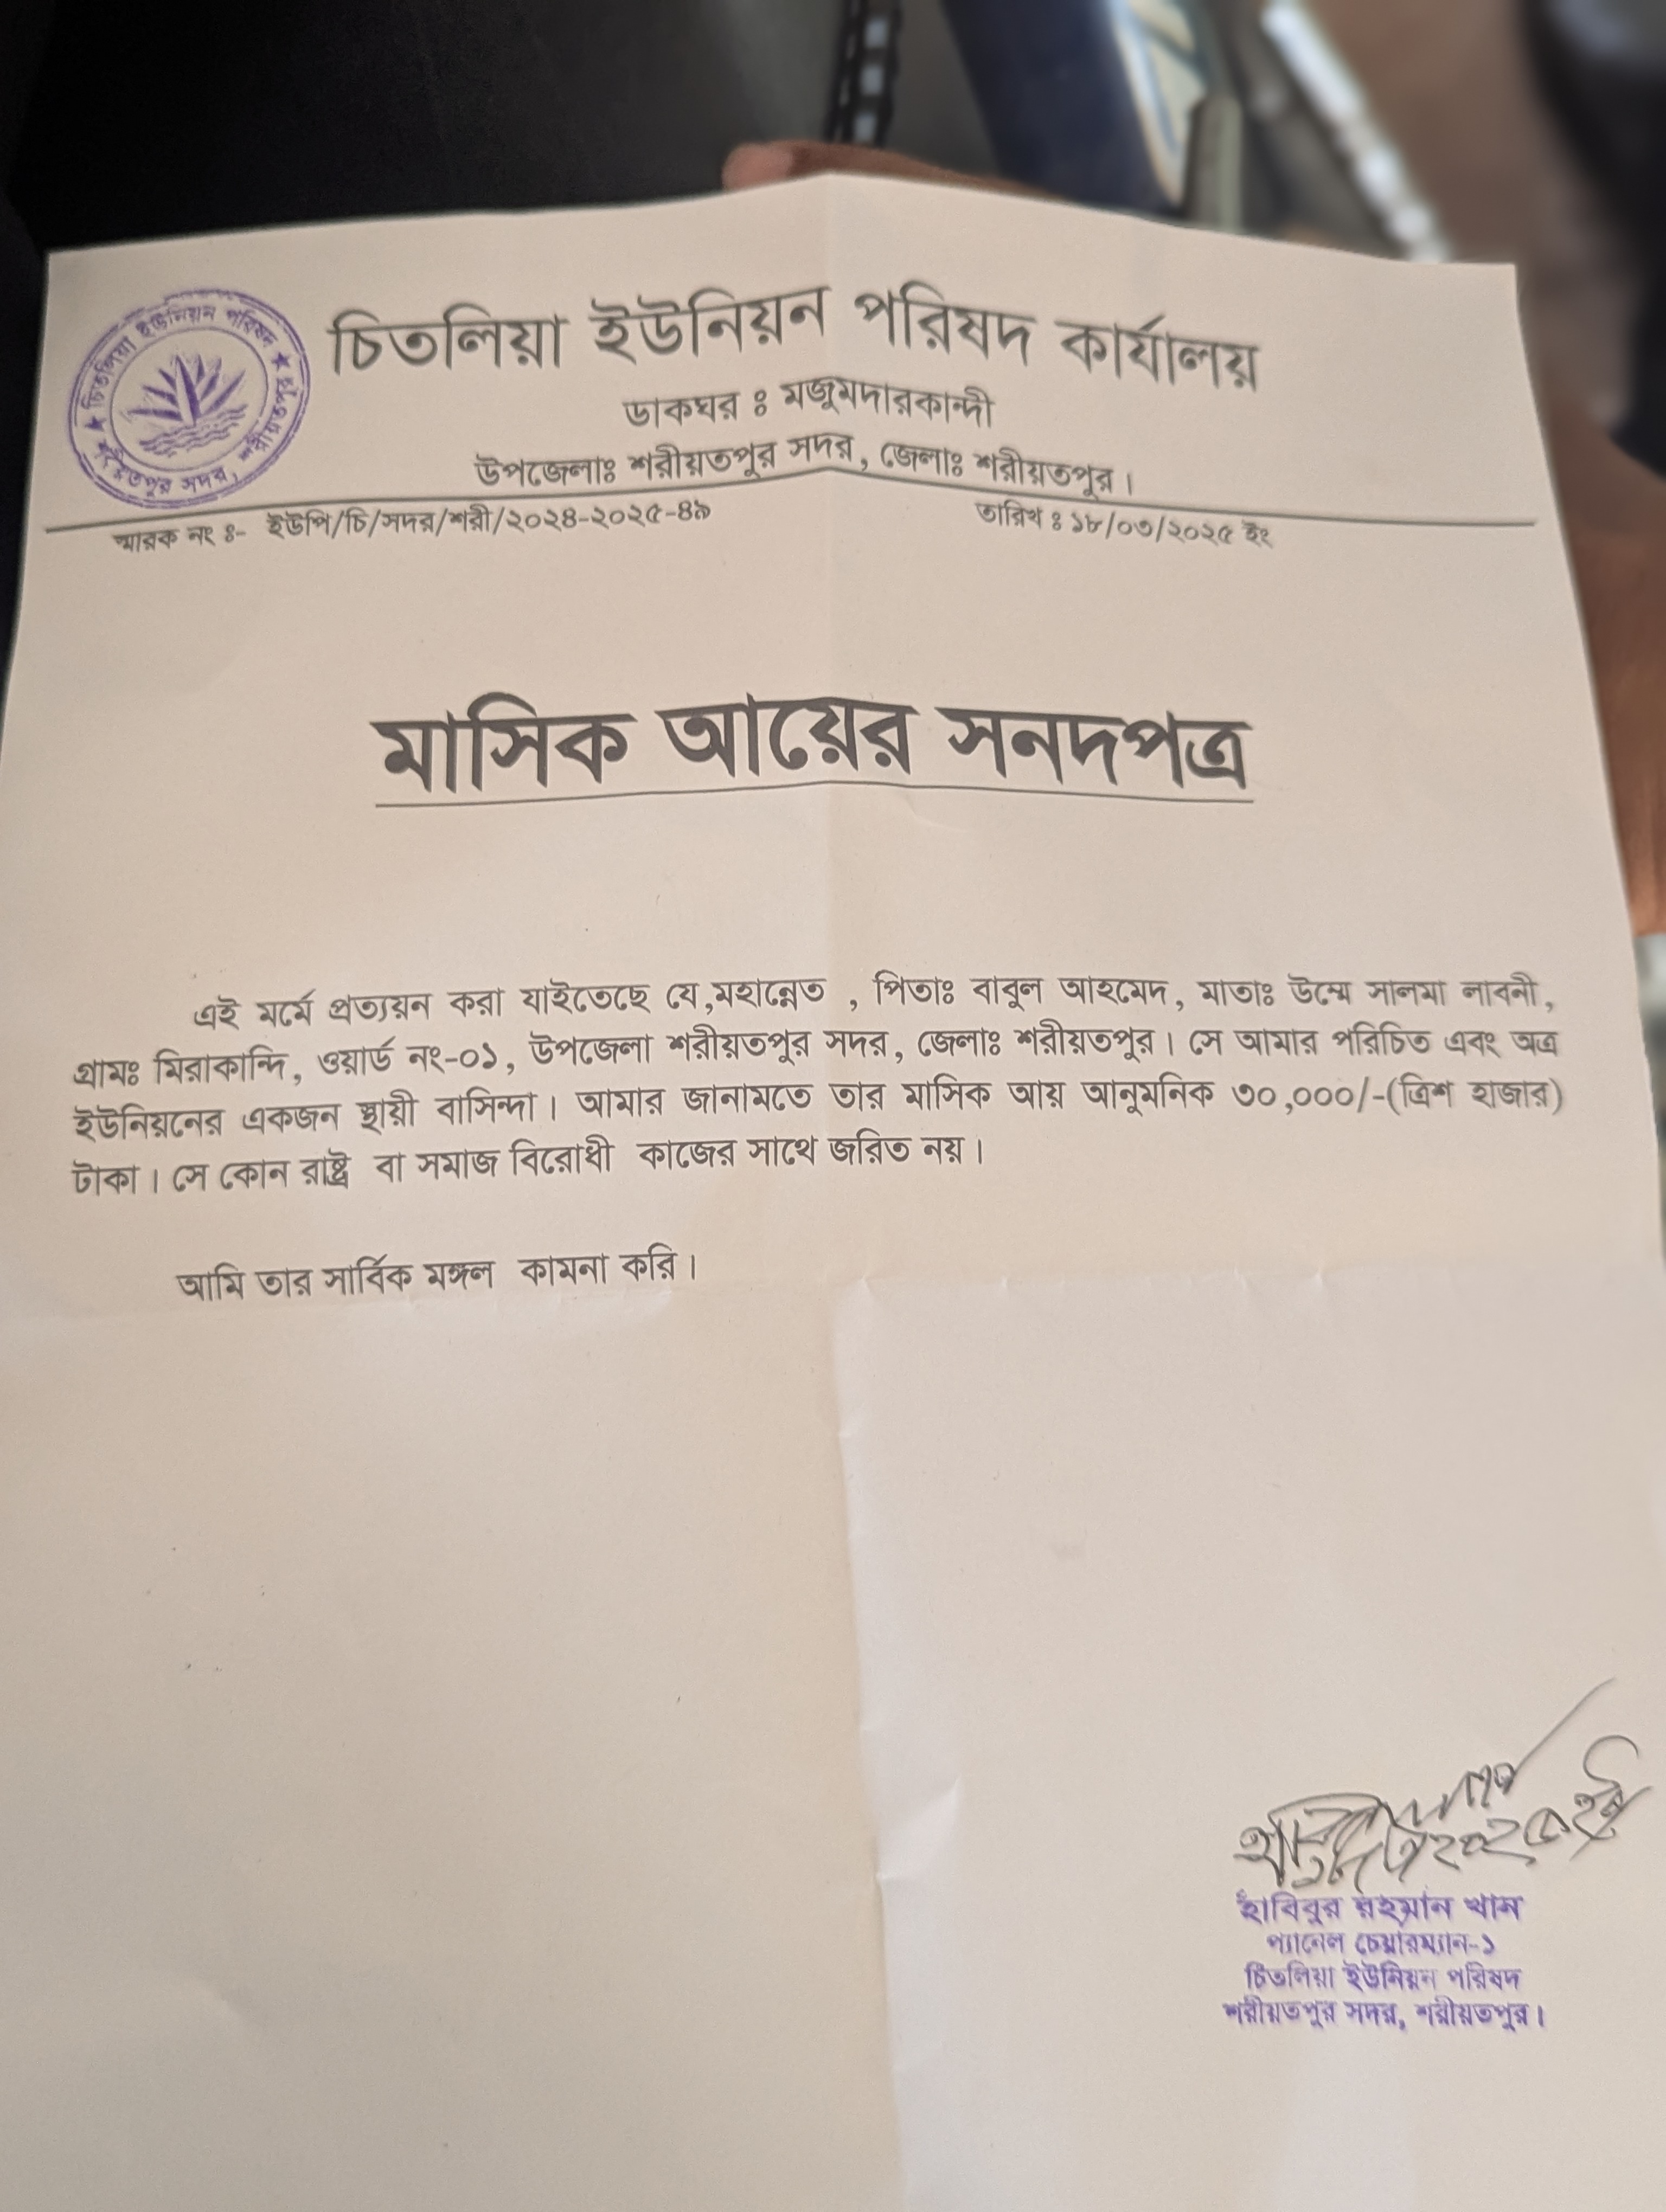 চিতলিয়া ইউনিয়ন পরিষদ
শরীয়তপুর সদর, শরীয়তপুর
চিতলিয়া ইউনিয়ন পরিষদ কার্যালয়
ডাকঘর ঃ মজুমদারকান্দী
উপজেলাঃ শরীয়তপুর সদর, জেলাঃ শরীয়তপুর।
স্মারক নং ঃ- ইউপি/চি/সদর/শরী/২০২৪-২০২৫-৪৯
তারিখ ঃ ১৮/০৩/২০২৫ ইং
মাসিক আয়ের সনদপত্র
এই মর্মে প্রত্যয়ন করা যাইতেছে যে,মহান্নেত , পিতাঃ বাবুল আহমেদ, মাতাঃ উম্মে সালমা লাবনী,
গ্রামঃ মিরাকান্দি, ওয়ার্ড নং-০১, উপজেলা শরীয়তপুর সদর, জেলাঃ শরীয়তপুর। সে আমার পরিচিত এবং অত্র
ইউনিয়নের একজন স্থায়ী বাসিন্দা। আমার জানামতে তার মাসিক আয় আনুমনিক ৩০,০০০/-(ত্রিশ হাজার)
টাকা। সে কোন রাষ্ট্র বা সমাজ বিরোধী কাজের সাথে জরিত নয়।
আমি তার সার্বিক মঙ্গল কামনা করি।
হাবিবুর রহমান খান
প্যানেল চেয়ারম্যান-১
চিতলিয়া ইউনিয়ন পরিষদ
শরীয়তপুর সদর, শরীয়তপুর।